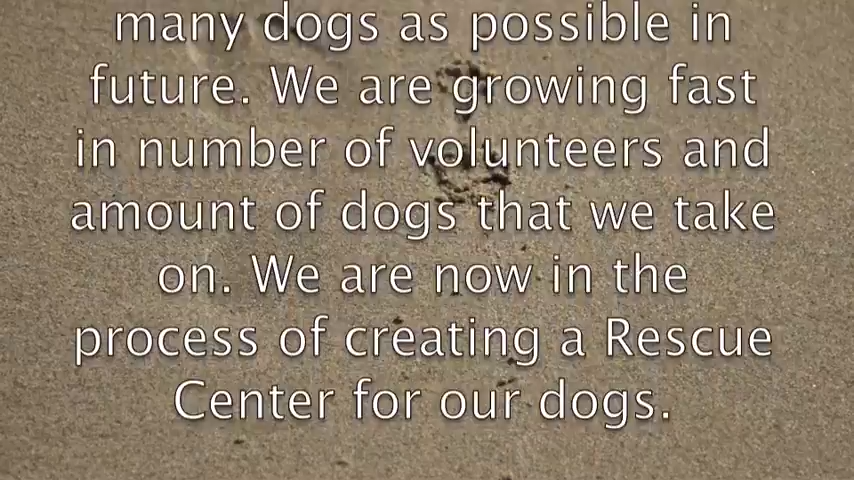 many dogs as possible in
future. We are growing fast
in number of volunteers and
amount of dogs that we take
on. We are now in the
process of creating a Rescue
Center for our dogs.